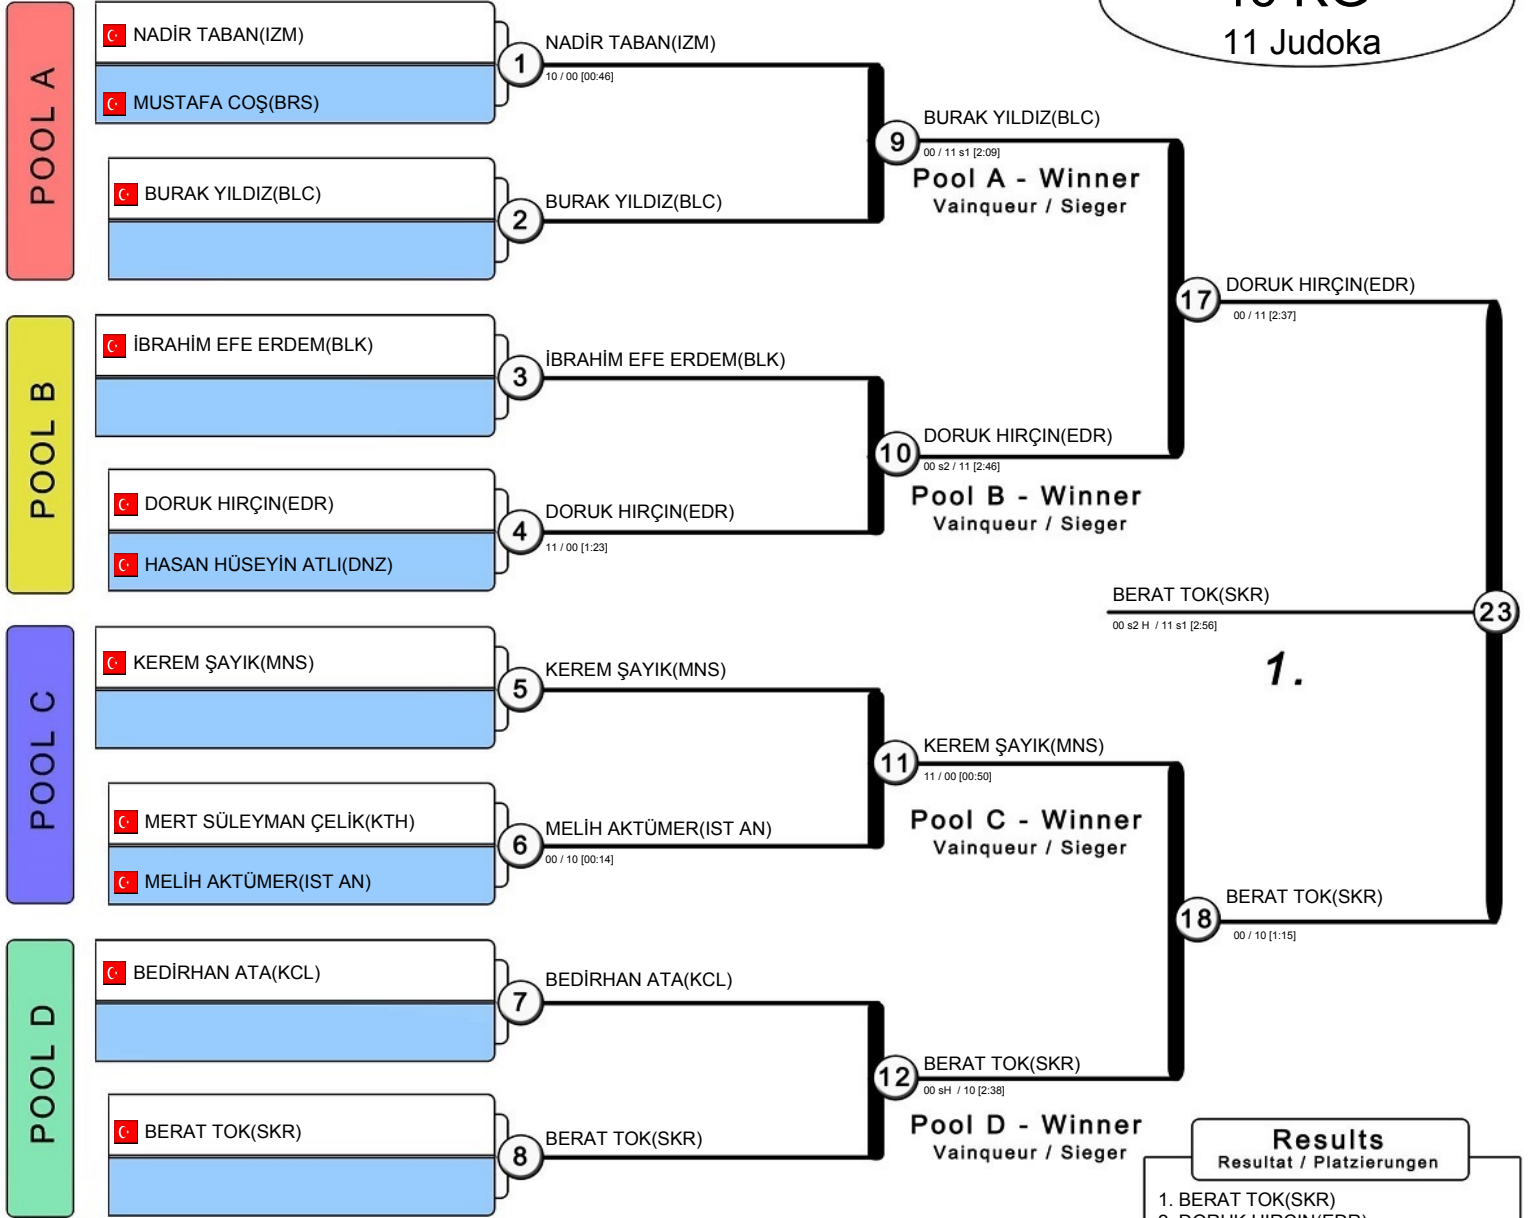 KG
11 Judoka
POOL A
NADİR TABAN(IZM)
MUSTAFA COŞ(BRS)
1
NADİR TABAN(IZM)
10 / 00 [00:46]
BURAK YILDIZ(BLC)
2
BURAK YILDIZ(BLC)
9
BURAK YILDIZ(BLC)
00 / 11 s1 [2:09]
Pool A - Winner
Vainqueur / Sieger
POOL B
İBRAHİM EFE ERDEM(BLK)
3
İBRAHİM EFE ERDEM(BLK)
DORUK HIRÇIN(EDR)
HASAN HÜSEYİN ATLI(DNZ)
4
DORUK HIRÇIN(EDR)
11 / 00 [1:23]
10
DORUK HIRÇIN(EDR)
00 s2 / 11 [2:46]
Pool B - Winner
Vainqueur / Sieger
17
DORUK HIRÇIN(EDR)
00 / 11 [2:37]
POOL C
KEREM ŞAYIK(MNS)
5
KEREM ŞAYIK(MNS)
MERT SÜLEYMAN ÇELİK(KTH)
MELİH AKTÜMER(IST AN)
6
MELİH AKTÜMER(IST AN)
00 / 10 [00:14]
11
KEREM ŞAYIK(MNS)
11 / 00 [00:50]
Pool C - Winner
Vainqueur / Sieger
POOL D
BEDİRHAN ATA(KCL)
7
BEDİRHAN ATA(KCL)
BERAT TOK(SKR)
8
BERAT TOK(SKR)
12
BERAT TOK(SKR)
00 sH / 10 [2:38]
Pool D - Winner
Vainqueur / Sieger
18
BERAT TOK(SKR)
00 / 10 [1:15]
23
BERAT TOK(SKR)
00 s2 H / 11 s1 [2:56]
1.
Results
Resultat / Platzierungen
1. BERAT TOK(SKR)
2. DORUK HIRÇIN(EDR)